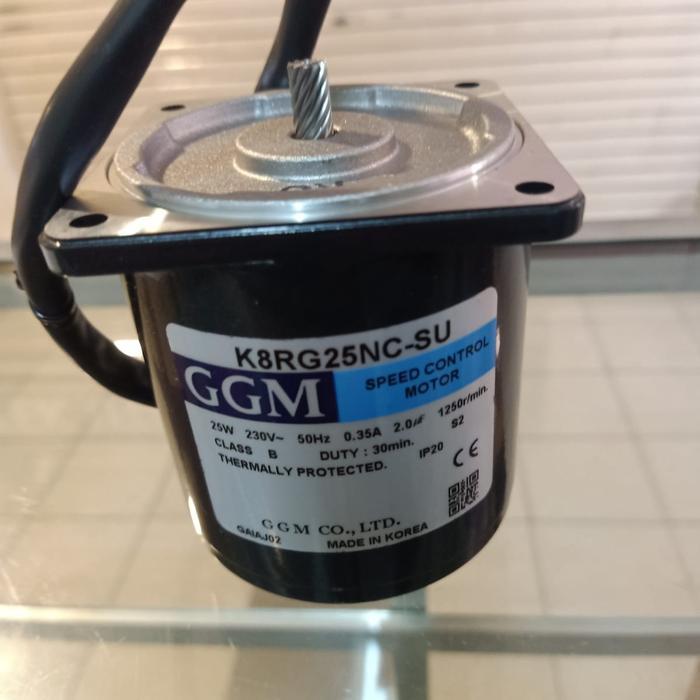 K8RG25NC-SU
GGM
SPEED CONTROL
MOTOR
25W 230V~ 50Hz 0.35A 2.0㎌ 1250r/min.
CLASS B DUTY : 30min. S2
THERMALLY PROTECTED. IP20 CE
G G M CO., LTD.
GAIAJ02 MADE IN KOREA